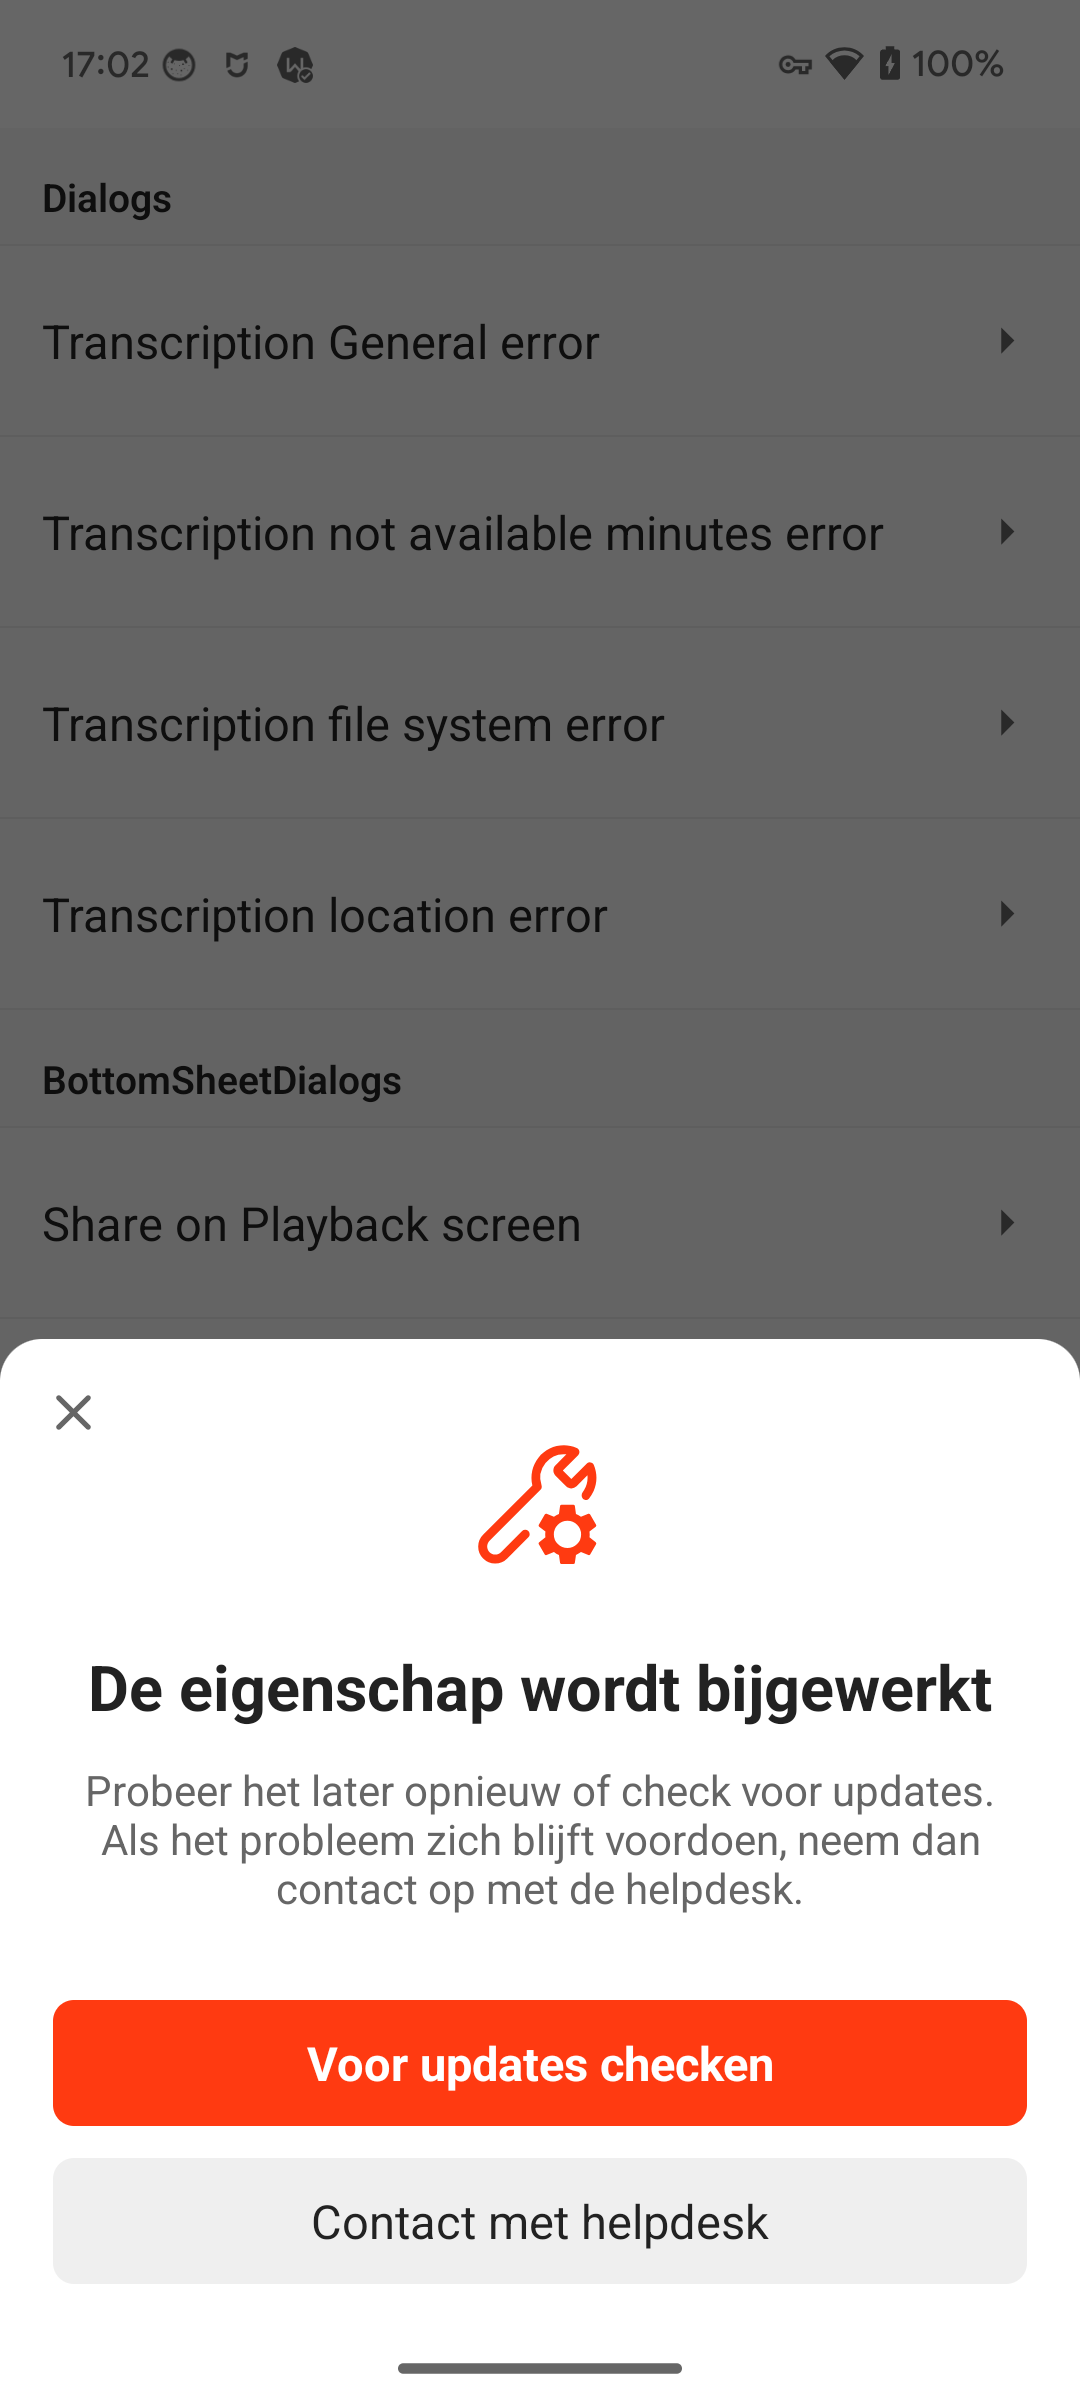 17:02
100%
Dialogs
Transcription General error
Transcription not available minutes error
Transcription file system error
Transcription location error
BottomSheetDialogs
Share on Playback screen
De eigenschap wordt bijgewerkt
Probeer het later opnieuw of check voor updates.
Als het probleem zich blijft voordoen, neem dan
contact op met de helpdesk.
Voor updates checken
Contact met helpdesk